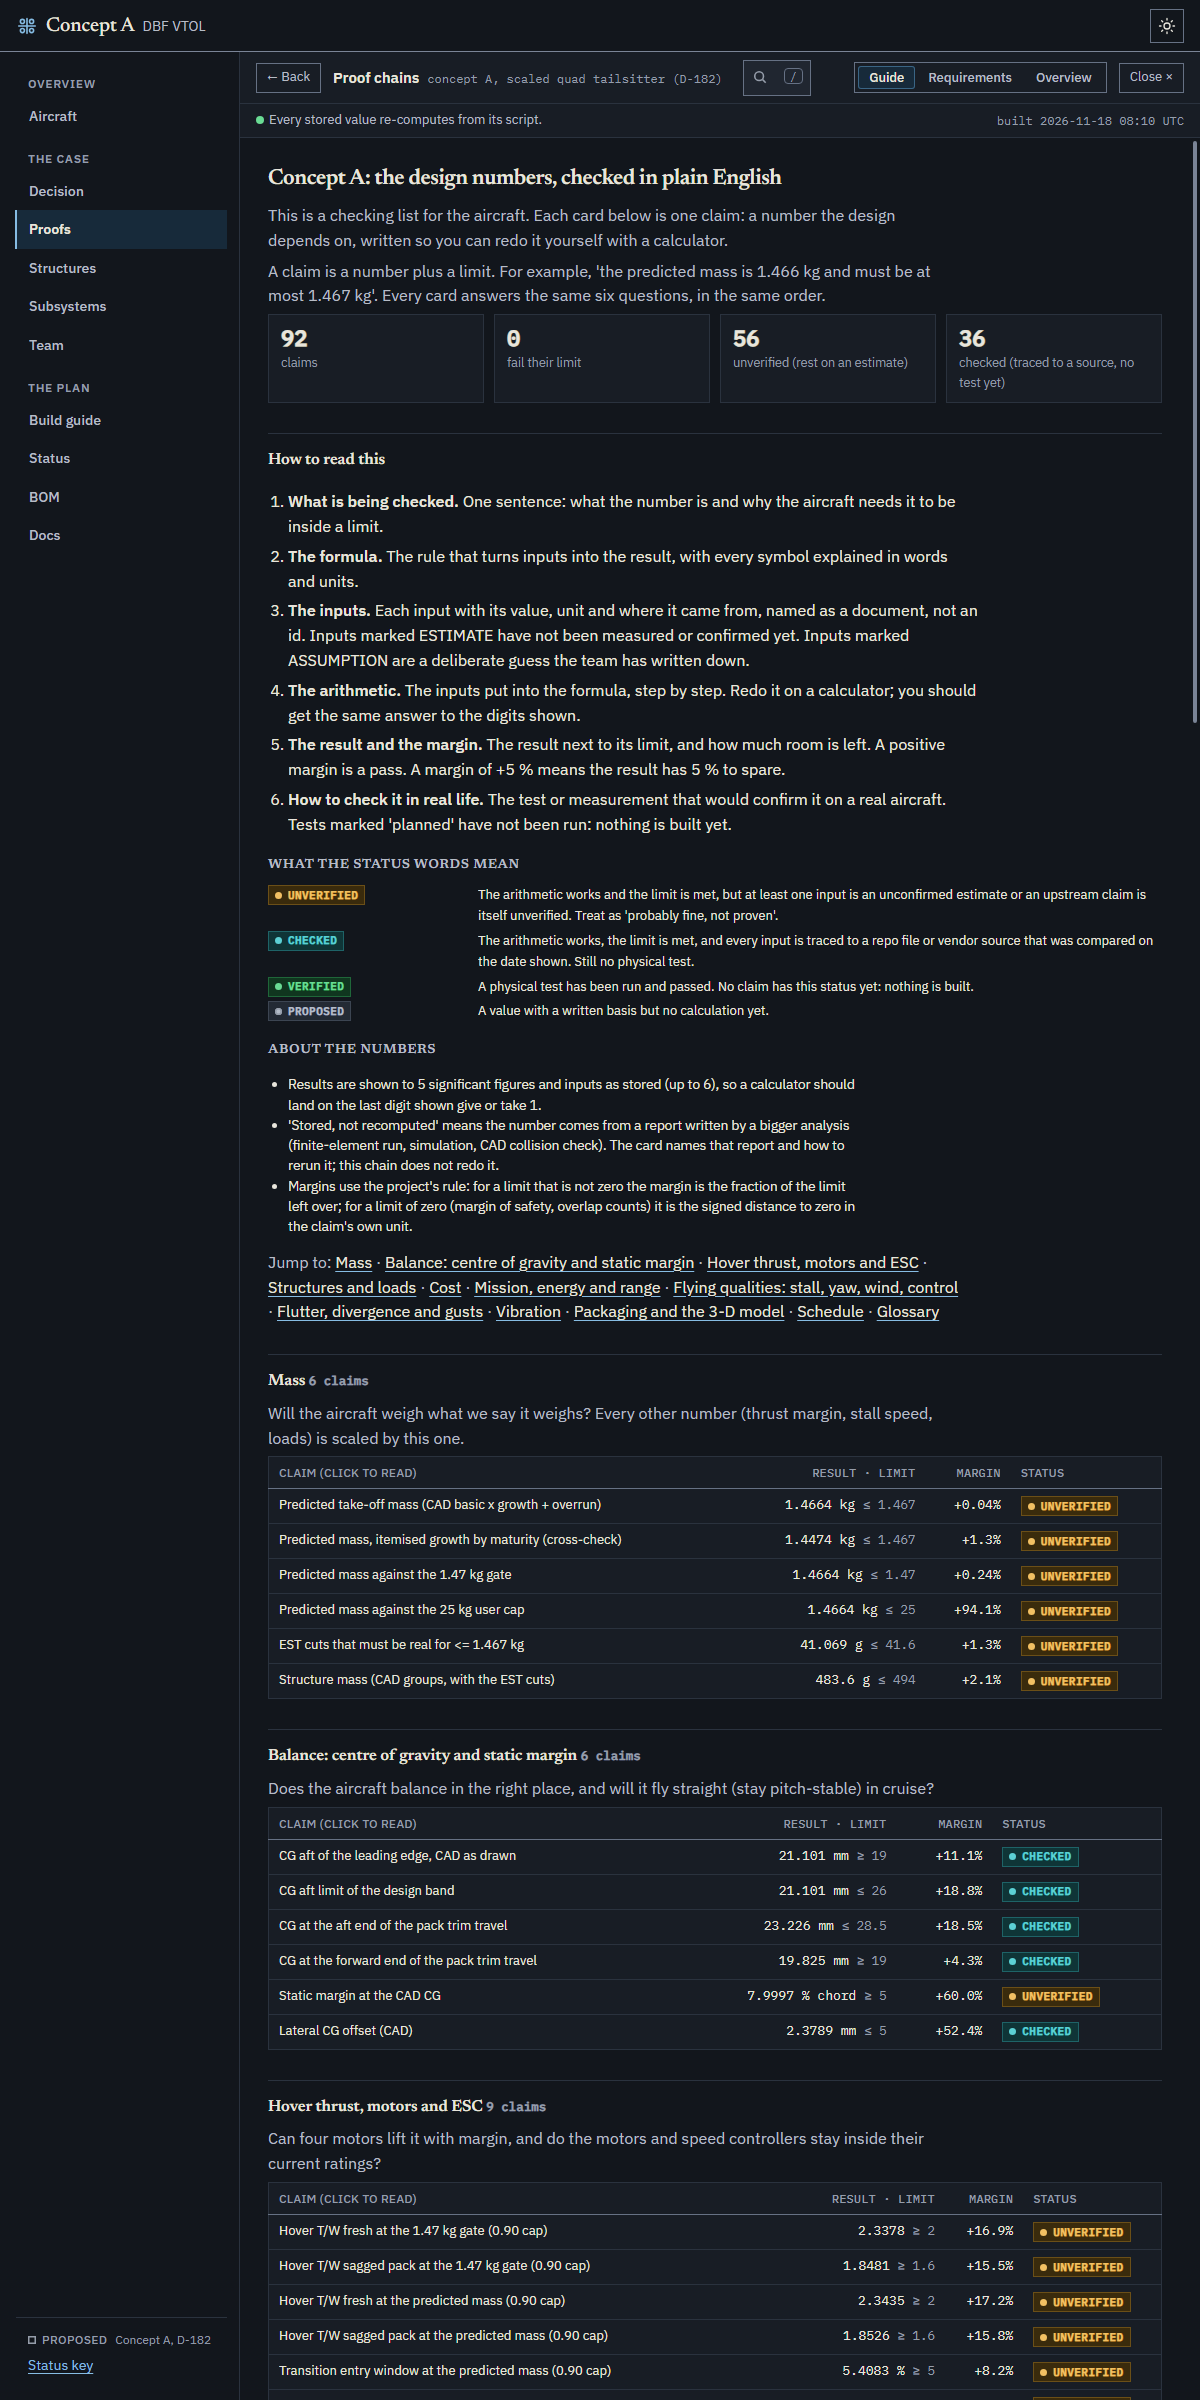 Concept A DBF VTOL
OVERVIEW
Aircraft
THE CASE
Decision
Proofs
Structures
Subsystems
Team
THE PLAN
Build guide
Status
BOM
Docs
PROPOSED Concept A, D-182
Status key
← Back Proof chains concept A, scaled quad tailsitter (D-182) / Guide Requirements Overview Close ×
Every stored value re-computes from its script. built 2026-11-18 08:10 UTC
Concept A: the design numbers, checked in plain English
This is a checking list for the aircraft. Each card below is one claim: a number the design
depends on, written so you can redo it yourself with a calculator.
A claim is a number plus a limit. For example, 'the predicted mass is 1.466 kg and must be at
most 1.467 kg'. Every card answers the same six questions, in the same order.
92
claims
0
fail their limit
56
unverified (rest on an estimate)
36
checked (traced to a source, no
test yet)
How to read this
1. What is being checked. One sentence: what the number is and why the aircraft needs it to be
inside a limit.
2. The formula. The rule that turns inputs into the result, with every symbol explained in words
and units.
3. The inputs. Each input with its value, unit and where it came from, named as a document, not an
id. Inputs marked ESTIMATE have not been measured or confirmed yet. Inputs marked
ASSUMPTION are a deliberate guess the team has written down.
4. The arithmetic. The inputs put into the formula, step by step. Redo it on a calculator; you should
get the same answer to the digits shown.
5. The result and the margin. The result next to its limit, and how much room is left. A positive
margin is a pass. A margin of +5 % means the result has 5 % to spare.
6. How to check it in real life. The test or measurement that would confirm it on a real aircraft.
Tests marked 'planned' have not been run: nothing is built yet.
WHAT THE STATUS WORDS MEAN
UNVERIFIED The arithmetic works and the limit is met, but at least one input is an unconfirmed estimate or an upstream claim is
itself unverified. Treat as 'probably fine, not proven'.
CHECKED The arithmetic works, the limit is met, and every input is traced to a repo file or vendor source that was compared on
the date shown. Still no physical test.
VERIFIED A physical test has been run and passed. No claim has this status yet: nothing is built.
PROPOSED A value with a written basis but no calculation yet.
ABOUT THE NUMBERS
• Results are shown to 5 significant figures and inputs as stored (up to 6), so a calculator should
land on the last digit shown give or take 1.
• 'Stored, not recomputed' means the number comes from a report written by a bigger analysis
(finite-element run, simulation, CAD collision check). The card names that report and how to
rerun it; this chain does not redo it.
• Margins use the project's rule: for a limit that is not zero the margin is the fraction of the limit
left over; for a limit of zero (margin of safety, overlap counts) it is the signed distance to zero in
the claim's own unit.
Jump to: Mass · Balance: centre of gravity and static margin · Hover thrust, motors and ESC ·
Structures and loads · Cost · Mission, energy and range · Flying qualities: stall, yaw, wind, control
· Flutter, divergence and gusts · Vibration · Packaging and the 3-D model · Schedule · Glossary
Mass 6 claims
Will the aircraft weigh what we say it weighs? Every other number (thrust margin, stall speed,
loads) is scaled by this one.
CLAIM (CLICK TO READ) RESULT · LIMIT MARGIN STATUS
Predicted take-off mass (CAD basic x growth + overrun) 1.4664 kg ≤ 1.467 +0.04% UNVERIFIED
Predicted mass, itemised growth by maturity (cross-check) 1.4474 kg ≤ 1.467 +1.3% UNVERIFIED
Predicted mass against the 1.47 kg gate 1.4664 kg ≤ 1.47 +0.24% UNVERIFIED
Predicted mass against the 25 kg user cap 1.4664 kg ≤ 25 +94.1% UNVERIFIED
EST cuts that must be real for <= 1.467 kg 41.069 g ≤ 41.6 +1.3% UNVERIFIED
Structure mass (CAD groups, with the EST cuts) 483.6 g ≤ 494 +2.1% UNVERIFIED
Balance: centre of gravity and static margin 6 claims
Does the aircraft balance in the right place, and will it fly straight (stay pitch-stable) in cruise?
CLAIM (CLICK TO READ) RESULT · LIMIT MARGIN STATUS
CG aft of the leading edge, CAD as drawn 21.101 mm ≥ 19 +11.1% CHECKED
CG aft limit of the design band 21.101 mm ≤ 26 +18.8% CHECKED
CG at the aft end of the pack trim travel 23.226 mm ≤ 28.5 +18.5% CHECKED
CG at the forward end of the pack trim travel 19.825 mm ≥ 19 +4.3% CHECKED
Static margin at the CAD CG 7.9997 % chord ≥ 5 +60.0% UNVERIFIED
Lateral CG offset (CAD) 2.3789 mm ≤ 5 +52.4% CHECKED
Hover thrust, motors and ESC 9 claims
Can four motors lift it with margin, and do the motors and speed controllers stay inside their
current ratings?
CLAIM (CLICK TO READ) RESULT · LIMIT MARGIN STATUS
Hover T/W fresh at the 1.47 kg gate (0.90 cap) 2.3378 ≥ 2 +16.9% UNVERIFIED
Hover T/W sagged pack at the 1.47 kg gate (0.90 cap) 1.8481 ≥ 1.6 +15.5% UNVERIFIED
Hover T/W fresh at the predicted mass (0.90 cap) 2.3435 ≥ 2 +17.2% UNVERIFIED
Hover T/W sagged pack at the predicted mass (0.90 cap) 1.8526 ≥ 1.6 +15.8% UNVERIFIED
Transition entry window at the predicted mass (0.90 cap) 5.4083 % ≥ 5 +8.2% UNVERIFIED